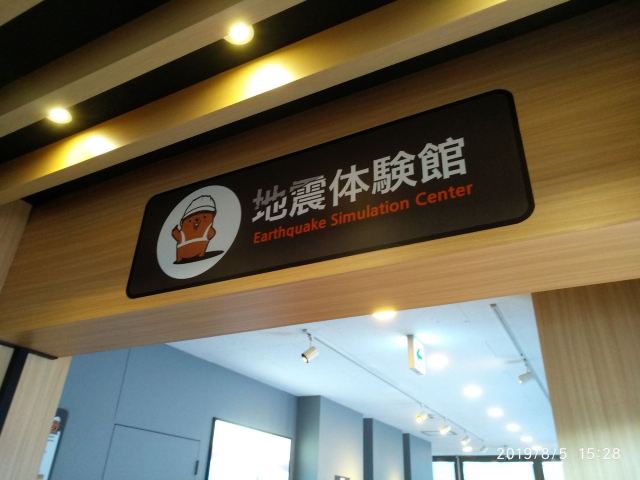 地震体験館
Earthquake Simulation Center
2019/8/5 15:28